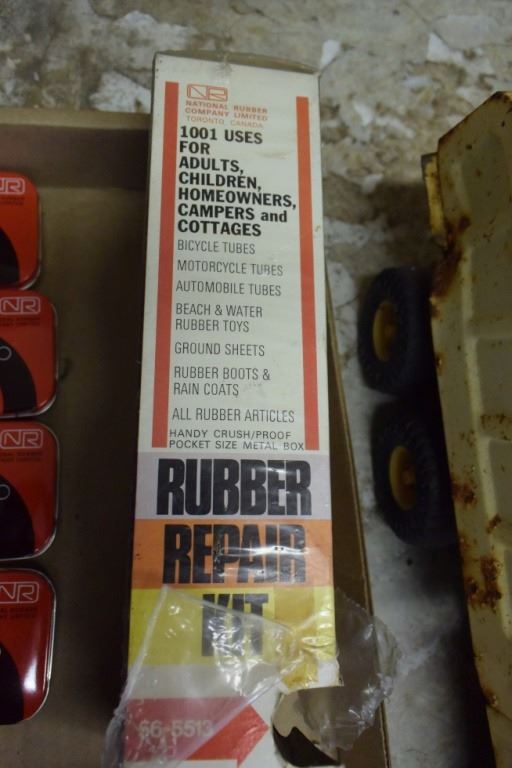 NR
NATIONAL RUBBER
COMPANY LIMITED
TORONTO, CANADA
1001 USES
FOR
ADULTS,
CHILDREN,
HOMEOWNERS,
CAMPERS and
COTTAGES
BICYCLE TUBES
MOTORCYCLE TUBES
AUTOMOBILE TUBES
BEACH & WATER
RUBBER TOYS
GROUND SHEETS
RUBBER BOOTS &
RAIN COATS
ALL RUBBER ARTICLES
HANDY CRUSH/PROOF
POCKET SIZE METAL BOX
RUBBER
REPAIR
KIT
66-5513
NR
NR
NR
NR